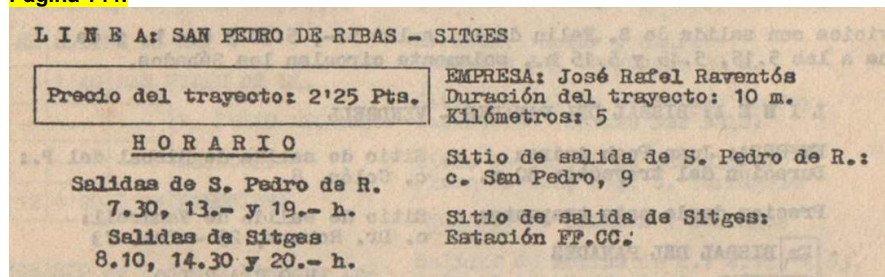 L I N E A: SAN PEDRO DE RIBAS - SITGES
Precio del trayecto: 2'25 Pts.
EMPRESA: José Rafel Raventós
Duración del trayecto: 10 m.
Kilómetros: 5
H O R A R I O
Salidas de S. Pedro de R.
7.30, 13.- y 19.- h.
Salidas de Sitges
8.10, 14.30 y 20.- h.
Sitio de salida de S. Pedro de R.:
c. San Pedro, 9
Sitio de salida de Sitges:
Estación FF.CC.